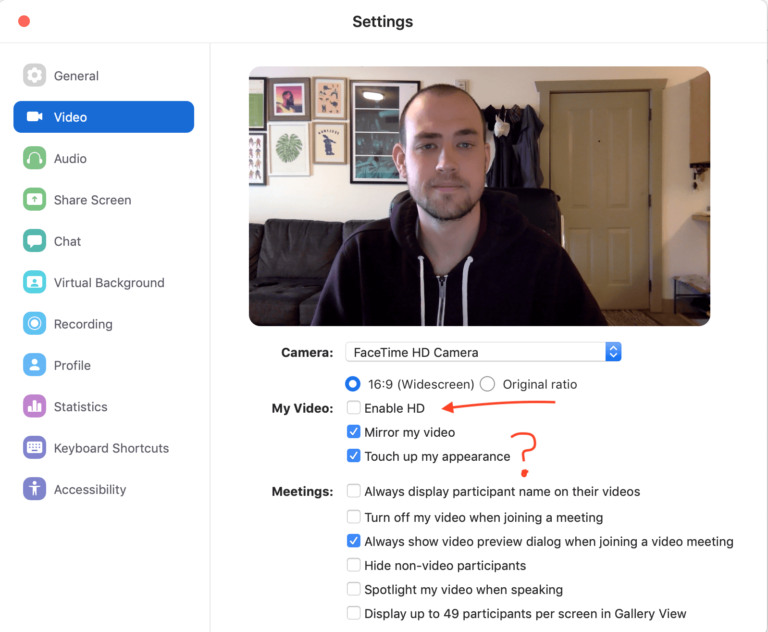 Settings
General
Video
Audio
Share Screen
Chat
Virtual Background
Recording
Profile
Statistics
Keyboard Shortcuts
Accessibility
Camera: FaceTime HD Camera
16:9 (Widescreen) Original ratio
My Video: Enable HD
Mirror my video
Touch up my appearance ?
Meetings: Always display participant name on their videos
Turn off my video when joining a meeting
Always show video preview dialog when joining a video meeting
Hide non-video participants
Spotlight my video when speaking
Display up to 49 participants per screen in Gallery View